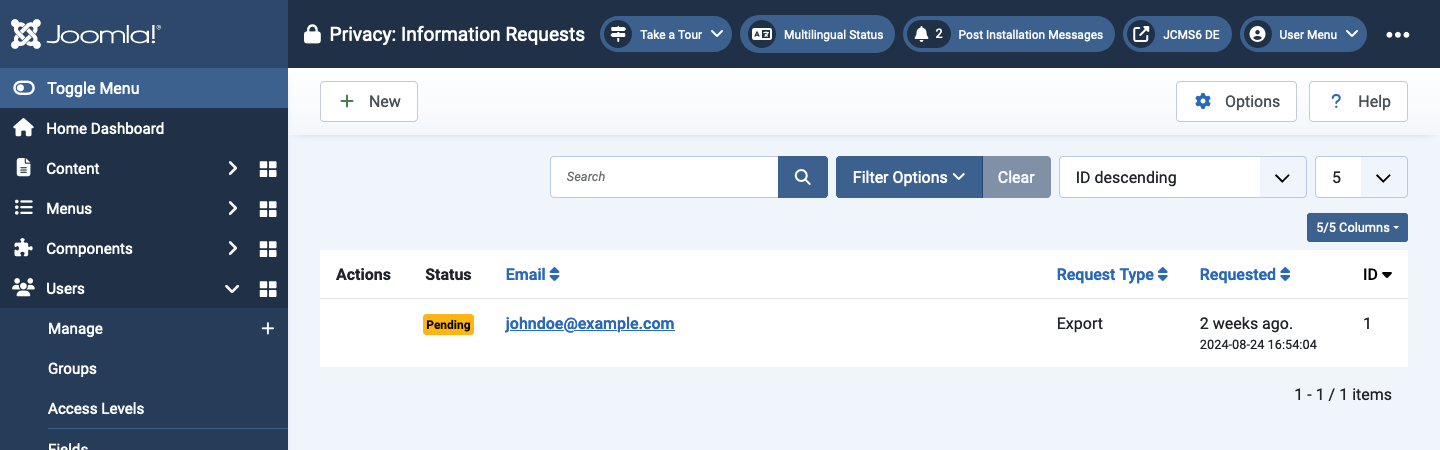 Joomla!®
Privacy: Information Requests
Take a Tour
Multilingual Status
2
Post Installation Messages
JCMS6 DE
User Menu
Toggle Menu
Home Dashboard
Content
Menus
Components
Users
Manage
Groups
Access Levels
Fields
New
Options
? Help
Search
Filter Options
Clear
ID descending
5
5/5 Columns
Actions Status Email Request Type Requested ID
Pending johndoe@example.com Export 2 weeks ago. 1
2024-08-24 16:54:04
1 - 1 / 1 items